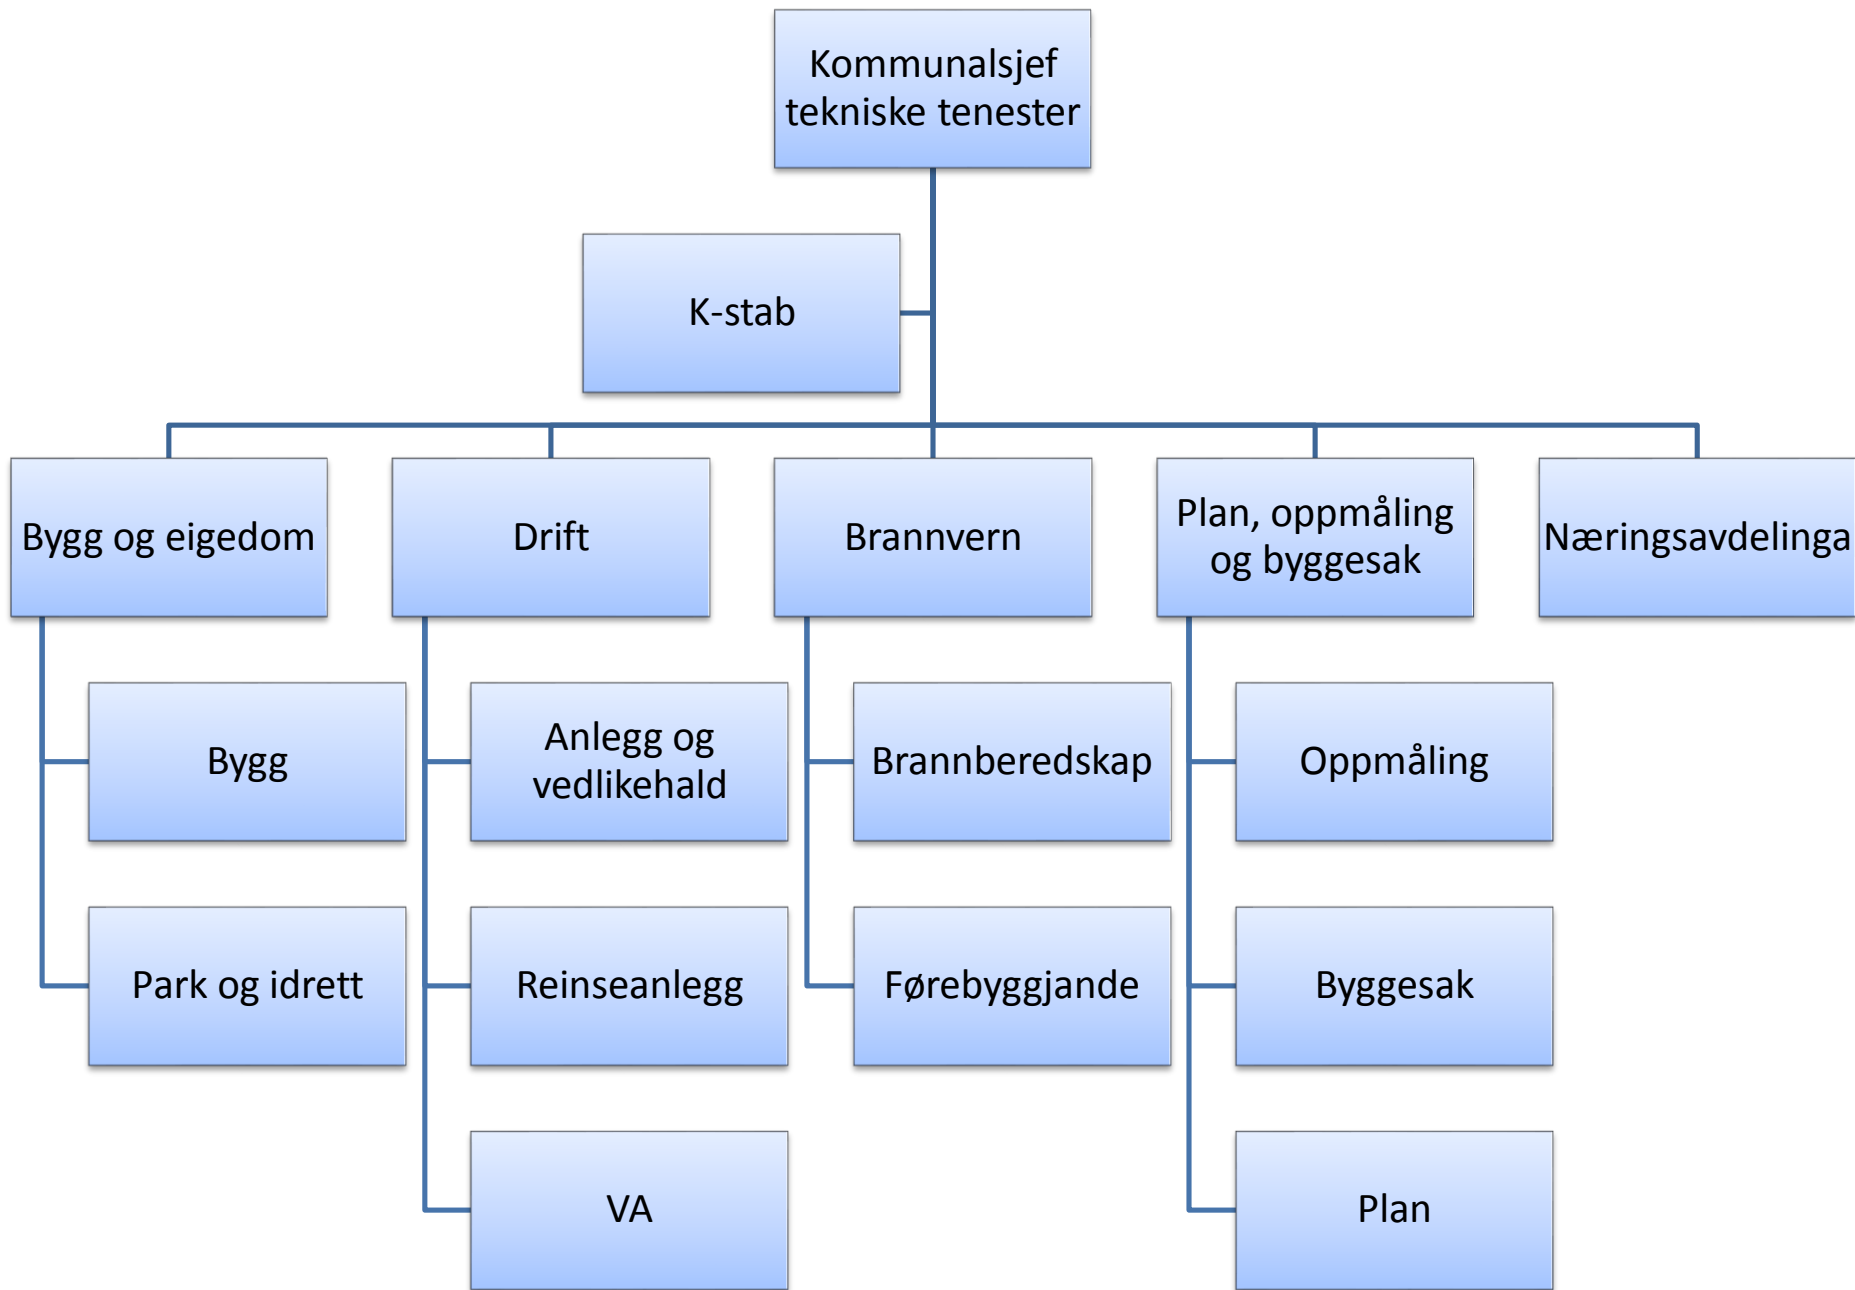 Kommunalsjef
tekniske tenester
K-stab
Bygg og eigedom
Drift
Brannvern
Plan, oppmåling
og byggesak
Næringsavdelinga
Bygg
Anlegg og
vedlikehald
Brannberedskap
Oppmåling
Park og idrett
Reinseanlegg
Førebyggjande
Byggesak
VA
Plan